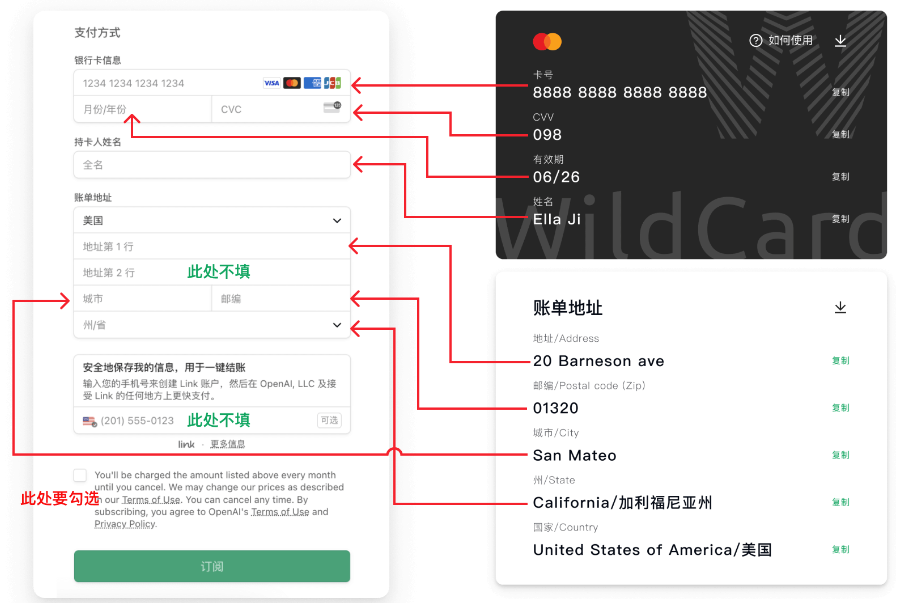 支付方式
银行卡信息
1234 1234 1234 1234
VISA
JCB
月份/年份
CVC
持卡人姓名
全名
账单地址
美国
地址第 1 行
地址第 2 行
此处不填
城市
邮编
州/省
安全地保存我的信息，用于一键结账
输入您的手机号来创建 Link 账户，然后在 OpenAI, LLC 及接
受 Link 的任何地方上更快支付。
(201) 555-0123
此处不填
可选
link · 更多信息
You'll be charged the amount listed above every month
until you cancel. We may change our prices as described
in our Terms of Use. You can cancel any time. By
subscribing, you agree to OpenAI's Terms of Use and
Privacy Policy.
此处要勾选
订阅
如何使用
卡号
8888 8888 8888 8888
复制
CVV
098
复制
有效期
06/26
复制
姓名
Ella Ji
复制
WildCard
账单地址
地址/Address
20 Barneson ave
复制
邮编/Postal code (Zip)
01320
复制
城市/City
San Mateo
复制
州/State
California/加利福尼亚州
复制
国家/Country
United States of America/美国
复制